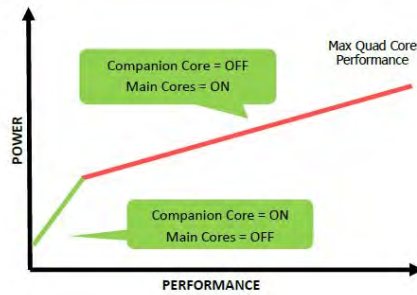 Max Quad Core
Performance
Companion Core = OFF
Main Cores = ON
POWER
Companion Core = ON
Main Cores = OFF
PERFORMANCE